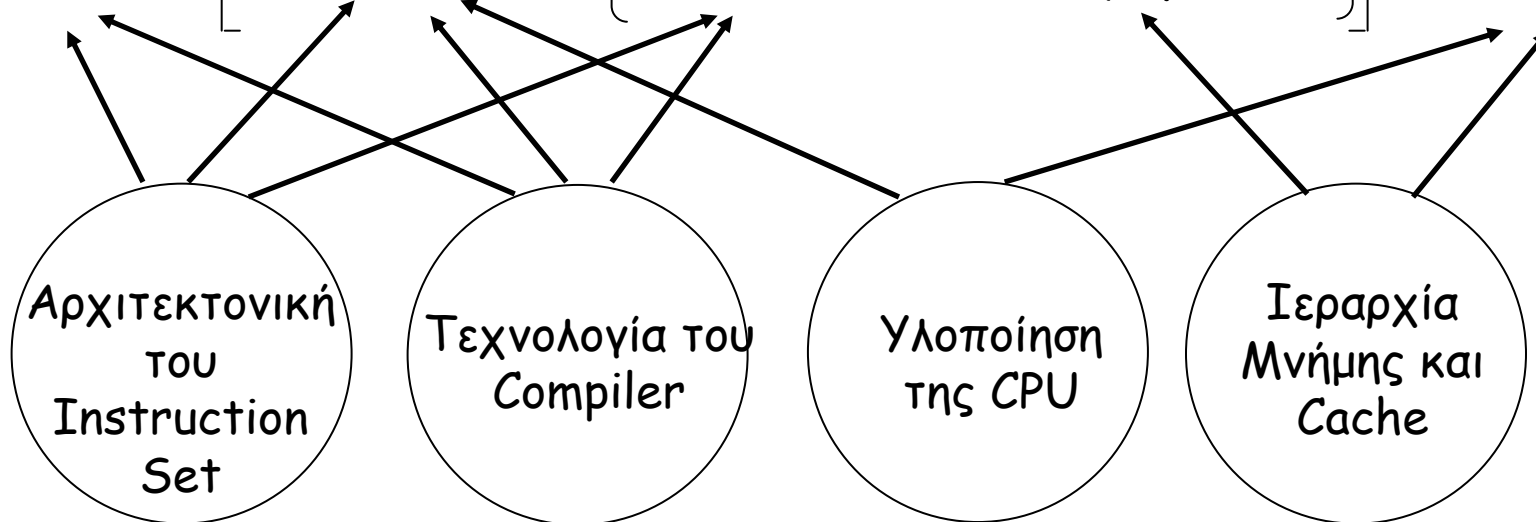 Αρχιτεκτονική
του
Instruction
Set
Τεχνολογία του
Compiler
Υλοποίηση
της CPU
Ιεραρχία
Μνήμης και
Cache